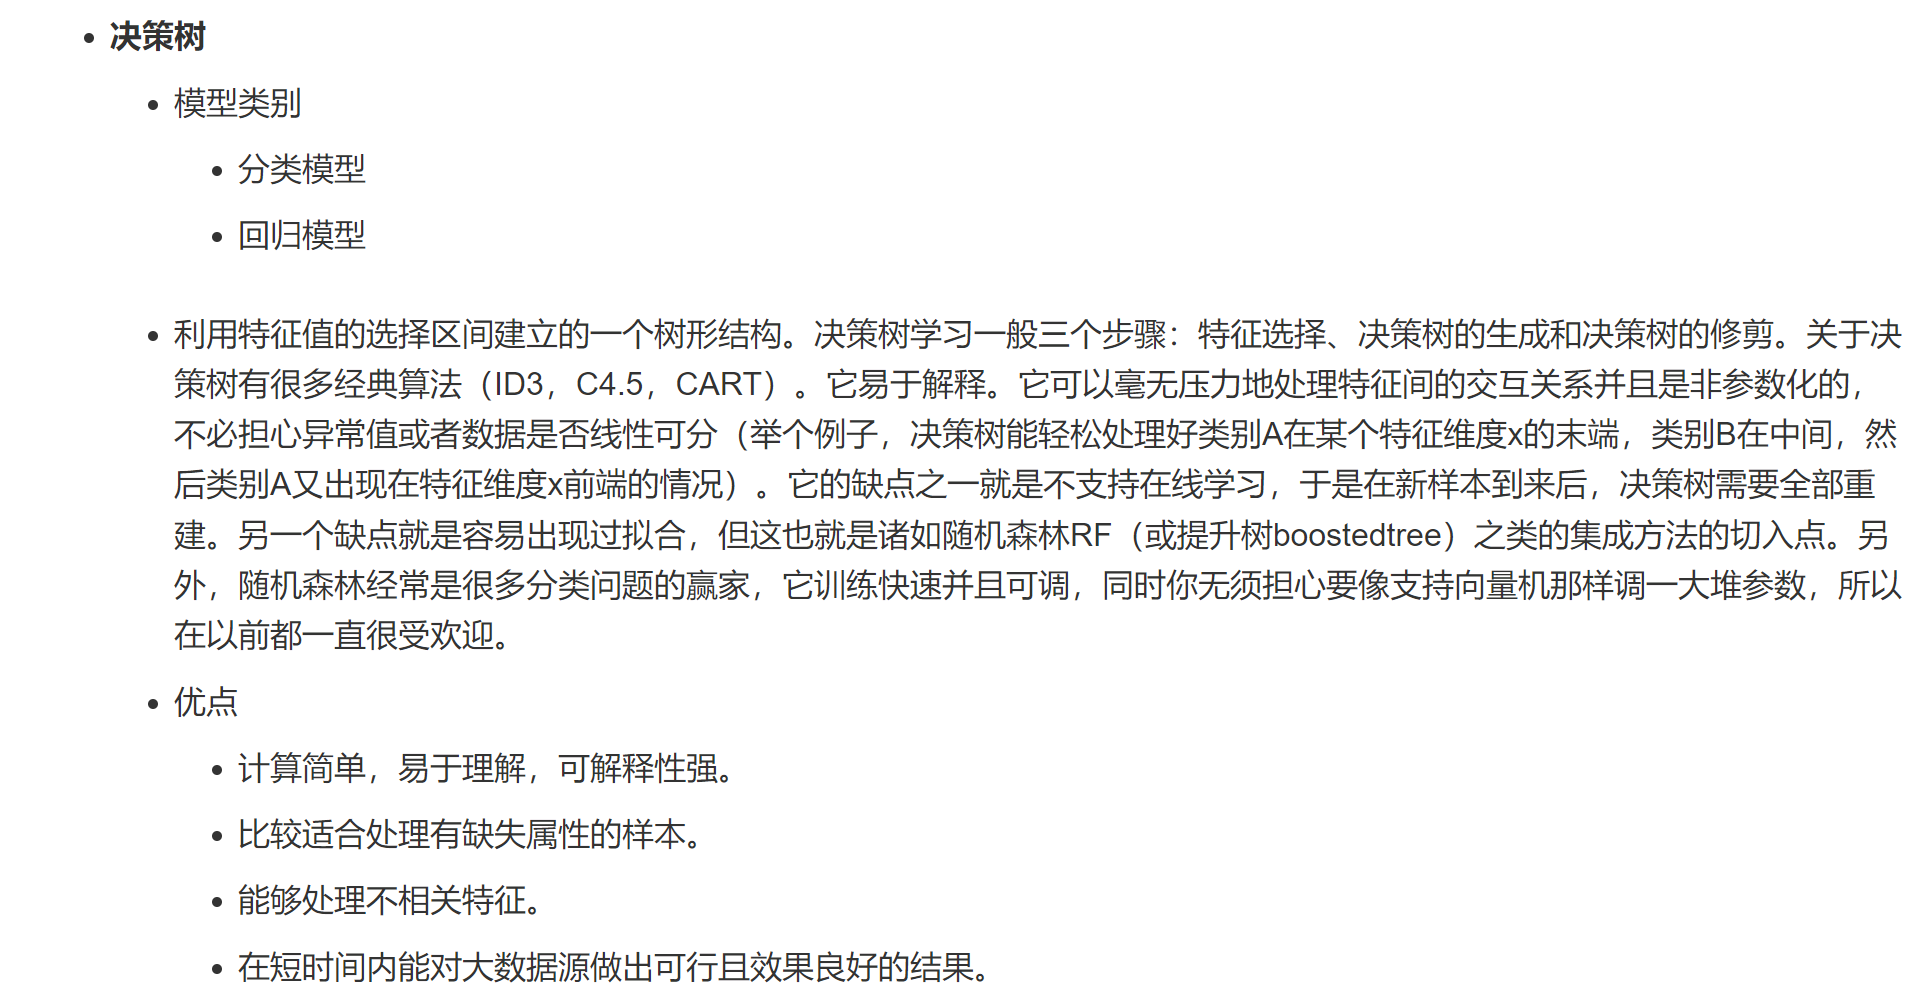 决策树
模型类别
分类模型
回归模型
利用特征值的选择区间建立的一个树形结构。决策树学习一般三个步骤：特征选择、决策树的生成和决策树的修剪。关于决
策树有很多经典算法（ID3，C4.5，CART）。它易于解释。它可以毫无压力地处理特征间的交互关系并且是非参数化的，
不必担心异常值或者数据是否线性可分（举个例子，决策树能轻松处理好类别A在某个特征维度x的末端，类别B在中间，然
后类别A又出现在特征维度x前端的情况）。它的缺点之一就是不支持在线学习，于是在新样本到来后，决策树需要全部重
建。另一个缺点就是容易出现过拟合，但这也就是诸如随机森林RF（或提升树boostedtree）之类的集成方法的切入点。另
外，随机森林经常是很多分类问题的赢家，它训练快速并且可调，同时你无须担心要像支持向量机那样调一大堆参数，所以
在以前都一直很受欢迎。
优点
计算简单，易于理解，可解释性强。
比较适合处理有缺失属性的样本。
能够处理不相关特征。
在短时间内能对大数据源做出可行且效果良好的结果。